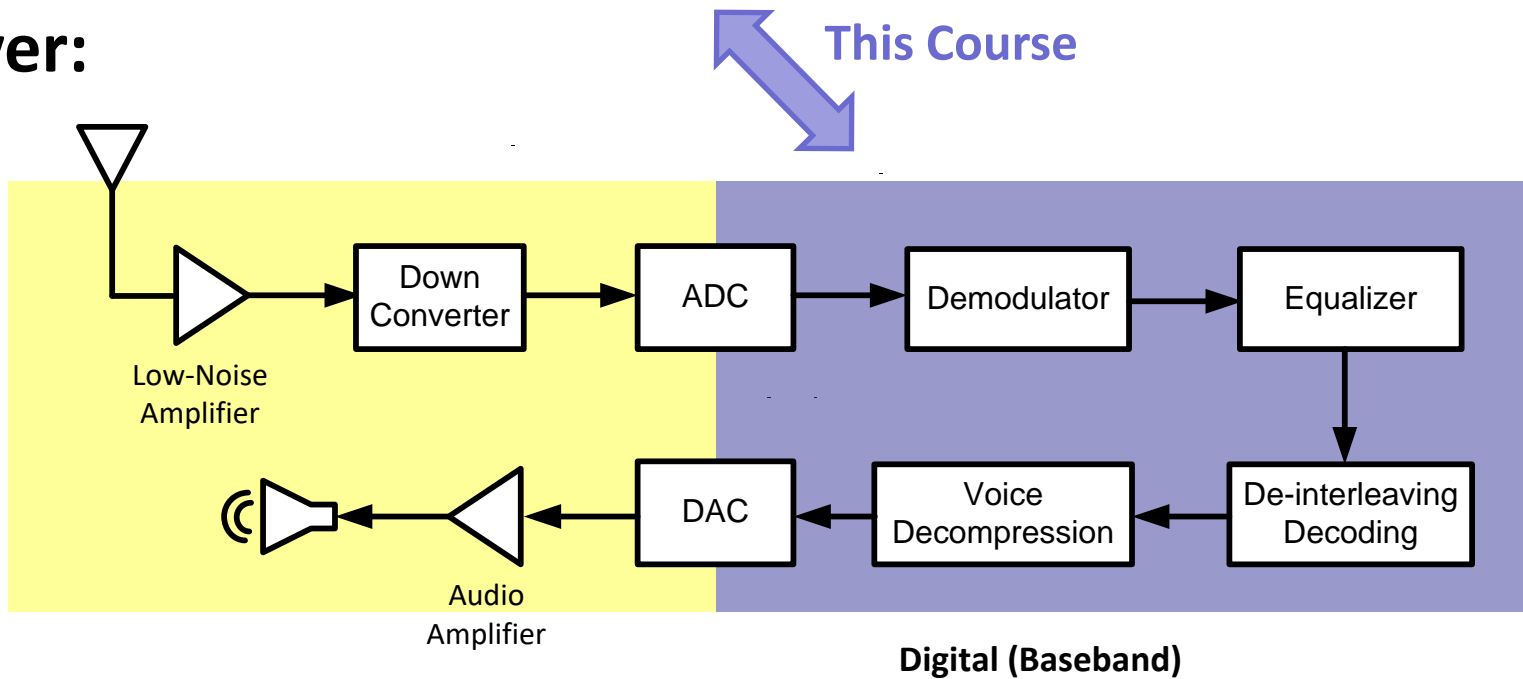 This Course
ver:
Down
Converter
ADC
Demodulator
Equalizer
Low-Noise
Amplifier
DAC
Voice
Decompression
De-interleaving
Decoding
Audio
Amplifier
Digital (Baseband)